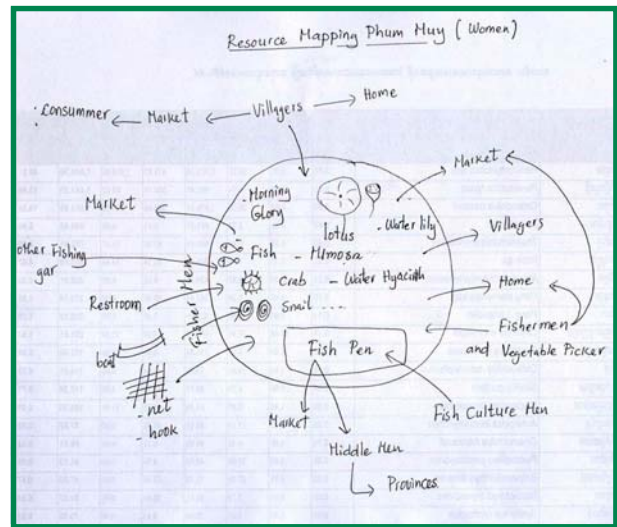 Resource Mapping Phum Muy (Women)
: Consummer ← Market ← Villagers → Home
Market
Morning
Glory
lotus
- Water lily
Market
Villagers
other Fishing
gar
Fish - Mimosa
Crab - Water Hyacinth
Snail ...
Restroom
Fisher Men
Home
boat
Fishermen
and Vegetable Picker
Fish Pen
- net
- hook
Market
Fish Culture Men
Middle Men
Provinces